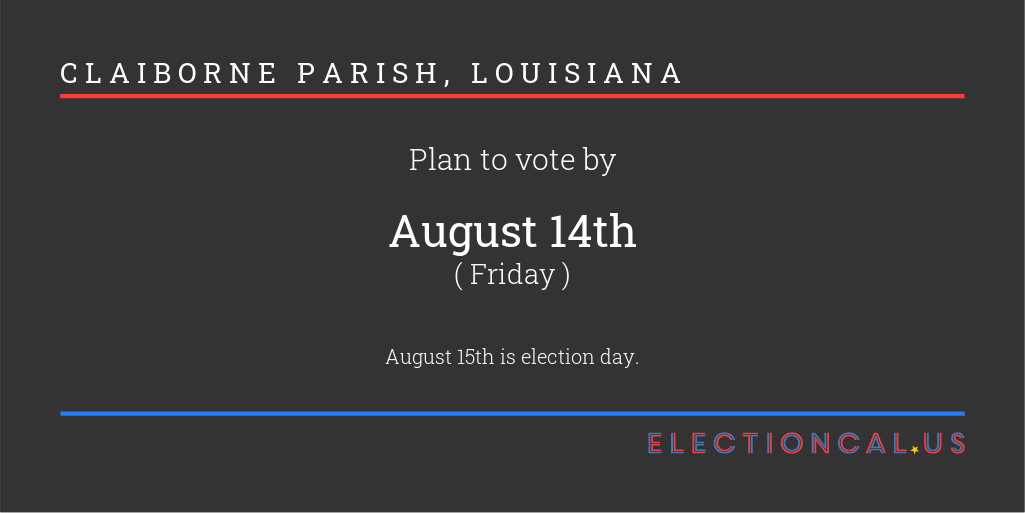 CLAIBORNE PARISH, LOUISIANA
Plan to vote by
August 14th
( Friday )
August 15th is election day.
ELECTIONCAL.US